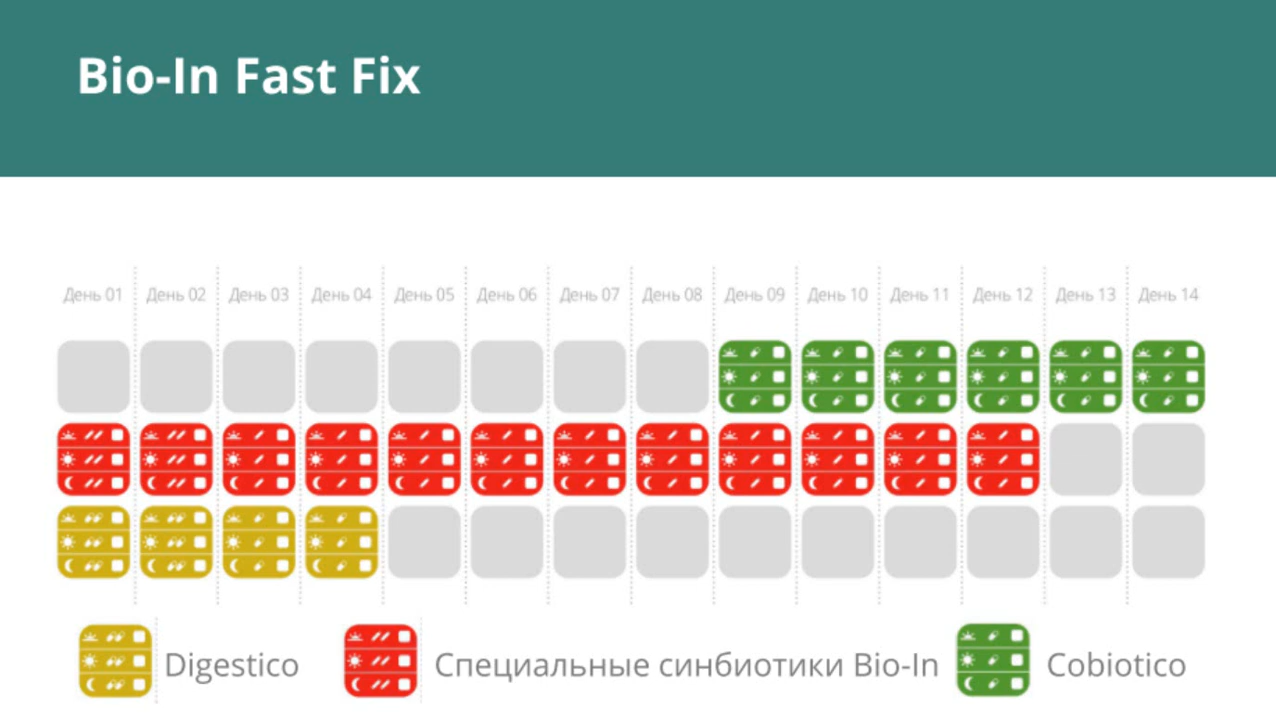 Bio-In Fast Fix
День 01 День 02 День 03 День 04 День 05 День 06 День 07 День 08 День 09 День 10 День 11 День 12 День 13 День 14
Digestico Специальные синбиотики Bio-In Cobiotico